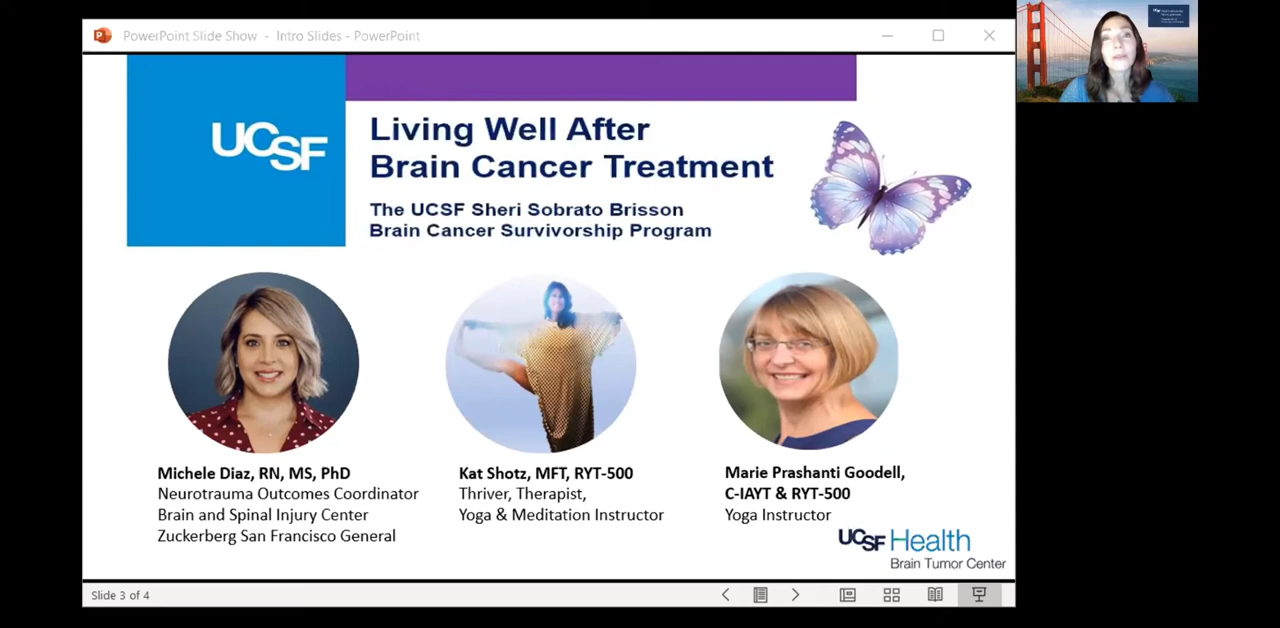 PowerPoint Slide Show - Intro Slides - PowerPoint
UCSF
Living Well After
Brain Cancer Treatment
The UCSF Sheri Sobrato Brisson
Brain Cancer Survivorship Program
Michele Diaz, RN, MS, PhD
Neurotrauma Outcomes Coordinator
Brain and Spinal Injury Center
Zuckerberg San Francisco General
Kat Shotz, MFT, RYT-500
Thriver, Therapist,
Yoga & Meditation Instructor
Marie Prashanti Goodell,
C-IAYT & RYT-500
Yoga Instructor
UCSF Health
Brain Tumor Center
Slide 3 of 4